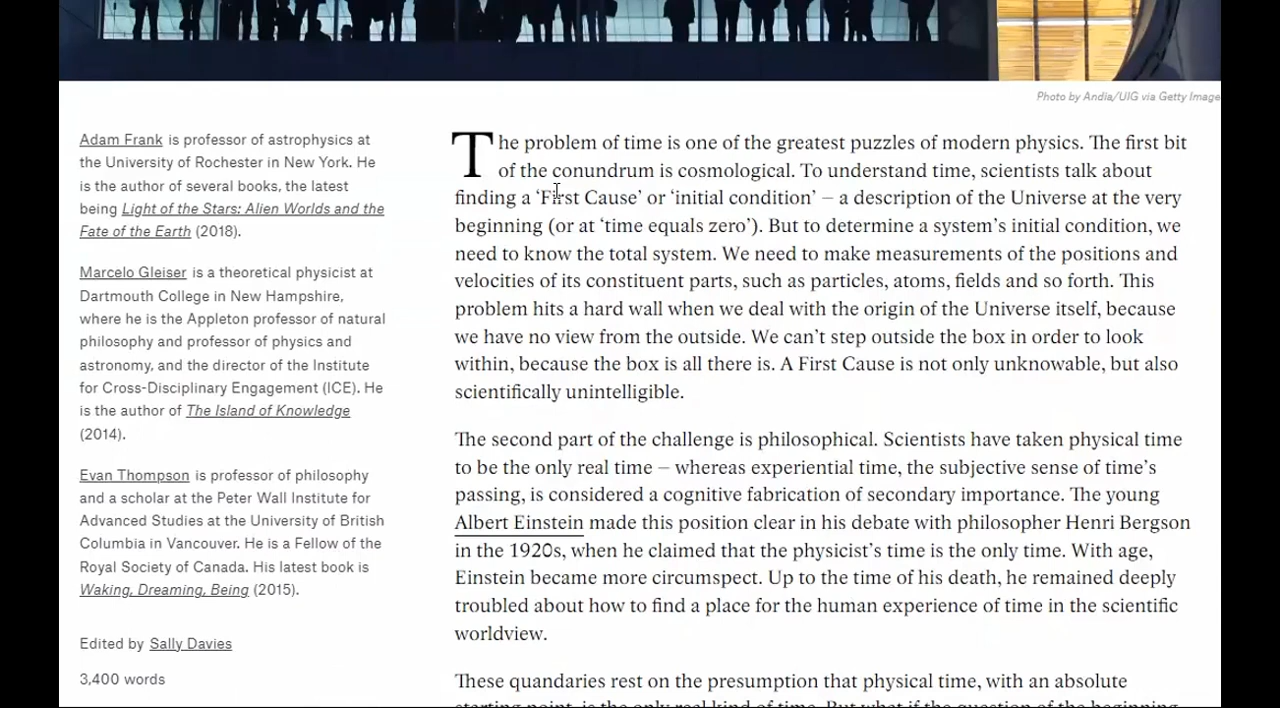 Photo by Andia/UIG via Getty Image
Adam Frank is professor of astrophysics at
the University of Rochester in New York. He
is the author of several books, the latest
being Light of the Stars: Alien Worlds and the
Fate of the Earth (2018).
Marcelo Gleiser is a theoretical physicist at
Dartmouth College in New Hampshire,
where he is the Appleton professor of natural
philosophy and professor of physics and
astronomy, and the director of the Institute
for Cross-Disciplinary Engagement (ICE). He
is the author of The Island of Knowledge
(2014).
Evan Thompson is professor of philosophy
and a scholar at the Peter Wall Institute for
Advanced Studies at the University of British
Columbia in Vancouver. He is a Fellow of the
Royal Society of Canada. His latest book is
Waking, Dreaming, Being (2015).
Edited by Sally Davies
3,400 words
The problem of time is one of the greatest puzzles of modern physics. The first bit
of the conundrum is cosmological. To understand time, scientists talk about
finding a ‘First Cause’ or ‘initial condition’ – a description of the Universe at the very
beginning (or at ‘time equals zero’). But to determine a system’s initial condition, we
need to know the total system. We need to make measurements of the positions and
velocities of its constituent parts, such as particles, atoms, fields and so forth. This
problem hits a hard wall when we deal with the origin of the Universe itself, because
we have no view from the outside. We can’t step outside the box in order to look
within, because the box is all there is. A First Cause is not only unknowable, but also
scientifically unintelligible.
The second part of the challenge is philosophical. Scientists have taken physical time
to be the only real time – whereas experiential time, the subjective sense of time’s
passing, is considered a cognitive fabrication of secondary importance. The young
Albert Einstein made this position clear in his debate with philosopher Henri Bergson
in the 1920s, when he claimed that the physicist’s time is the only time. With age,
Einstein became more circumspect. Up to the time of his death, he remained deeply
troubled about how to find a place for the human experience of time in the scientific
worldview.
These quandaries rest on the presumption that physical time, with an absolute
starting point, is the only real kind of time. But what if the question of the beginning